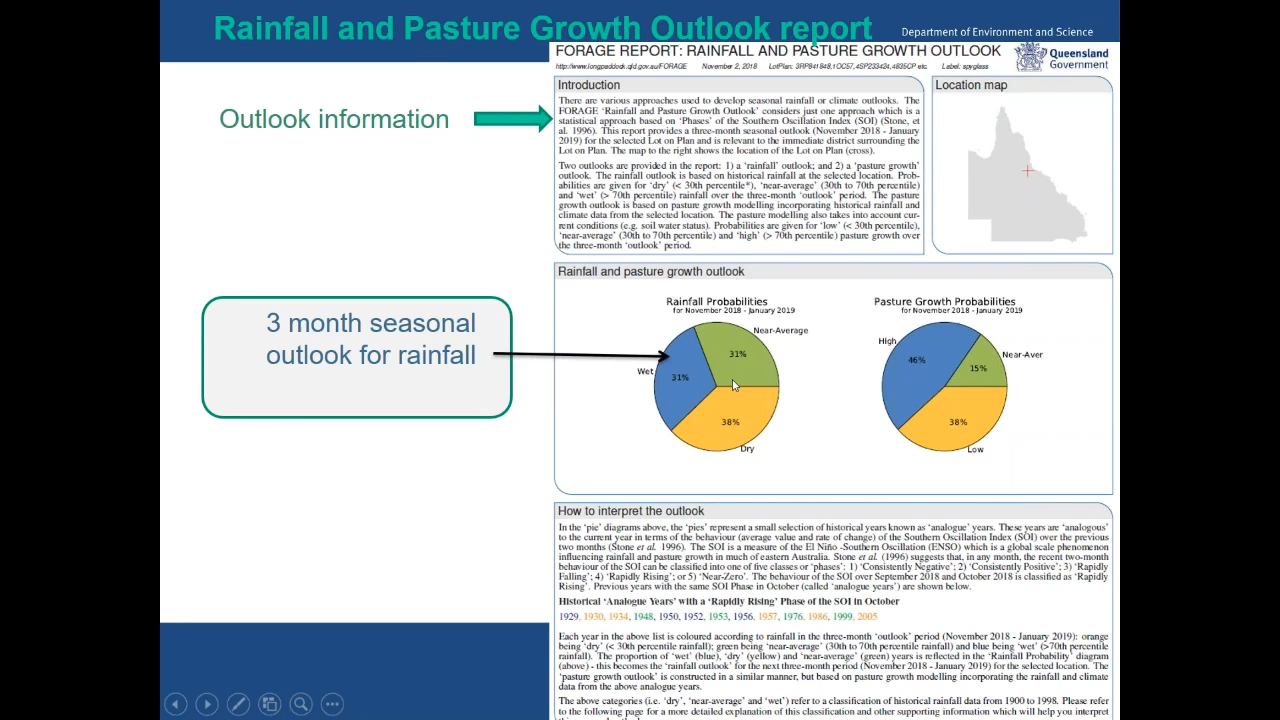 Rainfall and Pasture Growth Outlook report
Department of Environment and Science
FORAGE REPORT: RAINFALL AND PASTURE GROWTH OUTLOOK
Queensland
Government
http://www.longpaddock.qld.gov.au/FORAGE November 2, 2018 LotPlan: 3RP841848,1CC57,4SP233424,4835CP etc. Label: spyglass
Outlook information
Introduction
There are various approaches used to develop seasonal rainfall or climate outlooks. The
FORAGE 'Rainfall and Pasture Growth Outlook' considers just one approach which is a
statistical approach based on 'Phases' of the Southern Oscillation Index (SOI) (Stone, et
al. 1996). This report provides a three-month seasonal outlook (November 2018 - January
2019) for the selected Lot on Plan and is relevant to the immediate district surrounding the
Lot on Plan. The map to the right shows the location of the Lot on Plan (cross).
Two outlooks are provided in the report: 1) a 'rainfall' outlook; and 2) a 'pasture growth'
outlook. The rainfall outlook is based on historical rainfall at the selected location. Prob-
abilities are given for 'dry' (< 30th percentile*), 'near-average' (30th to 70th percentile)
and 'wet' (> 70th percentile) rainfall over the three-month 'outlook' period. The pasture
growth outlook is based on pasture growth modelling incorporating historical rainfall and
climate data from the selected location. The pasture modelling also takes into account cur-
rent conditions (e.g. soil water status). Probabilities are given for 'low' (< 30th percentile),
'near-average' (30th to 70th percentile) and 'high' (> 70th percentile) pasture growth over
the three-month 'outlook' period.
Location map
Rainfall and pasture growth outlook
3 month seasonal
outlook for rainfall
Rainfall Probabilities
for November 2018 - January 2019
Near-Average
31%
Wet
31%
38%
Dry
Pasture Growth Probabilities
for November 2018 - January 2019
High
46%
Near-Aver
15%
38%
Low
How to interpret the outlook
In the 'pie' diagrams above, the 'pies' represent a small selection of historical years known as 'analogue' years. These years are 'analogous'
to the current year in terms of the behaviour (average value and rate of change) of the Southern Oscillation Index (SOI) over the previous
two months (Stone et al. 1996). The SOI is a measure of the El Niño -Southern Oscillation (ENSO) which is a global scale phenomenon
influencing rainfall and pasture growth in much of eastern Australia. Stone et al. (1996) suggests that, in any month, the recent two-month
behaviour of the SOI can be classified into one of five classes or 'phases': 1) 'Consistently Negative'; 2) 'Consistently Positive'; 3) 'Rapidly
Falling'; 4) 'Rapidly Rising'; or 5) 'Near-Zero'. The behaviour of the SOI over September 2018 and October 2018 is classified as 'Rapidly
Rising'. Previous years with the same SOI Phase in October (called 'analogue years') are shown below.
Historical 'Analogue Years' with a 'Rapidly Rising' Phase of the SOI in October
1929, 1930, 1934, 1948, 1950, 1952, 1953, 1956, 1957, 1976, 1986, 1999, 2005
Each year in the above list is coloured according to rainfall in the three-month 'outlook' period (November 2018 - January 2019): orange
being 'dry' (< 30th percentile rainfall); green being 'near-average' (30th to 70th percentile rainfall) and blue being 'wet' (>70th percentile
rainfall). The proportion of 'wet' (blue), 'dry' (yellow) and 'near-average' (green) years is reflected in the 'Rainfall Probability' diagram
(above) - this becomes the 'rainfall outlook' for the next three-month period (November 2018 - January 2019) for the selected location. The
'pasture outlook' is constructed in a similar manner, but based on pasture growth modelling incorporating the rainfall and climate
data from the above analogue years.
The above categories (i.e. 'dry', 'near-average' and 'wet') refer to a classification of historical rainfall data from 1900 to 1998. Please refer
to the following page for a more detailed explanation of this classification and other supporting information which will help you interpret